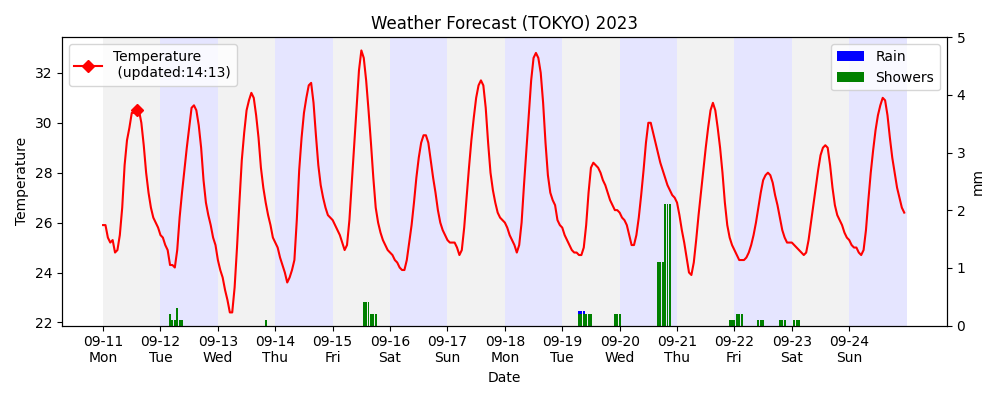 Weather Forecast (TOKYO) 2023
Temperature
(updated:14:13)
Rain
Showers
Temperature
32
30
28
26
24
22
5
4
3
2
1
0
mm
09-11 09-12 09-13 09-14 09-15 09-16 09-17 09-18 09-19 09-20 09-21 09-22 09-23 09-24
Mon Tue Wed Thu Fri Sat Sun Mon Tue Wed Thu Fri Sat Sun
Date